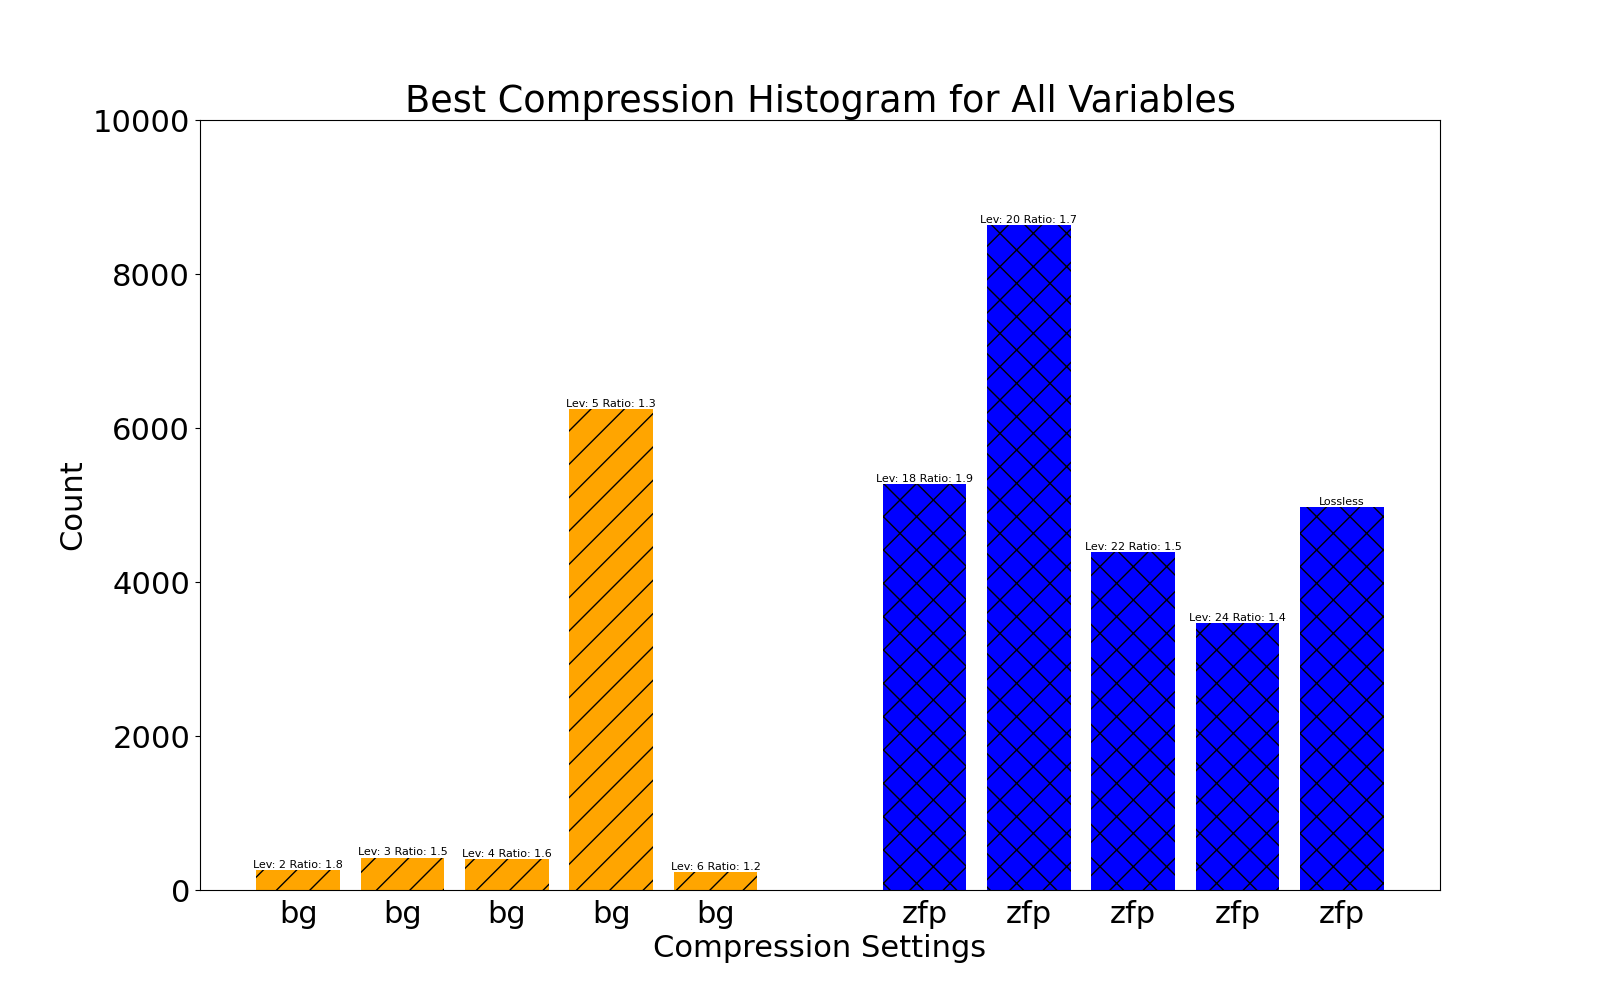 Best Compression Histogram for All Variables
10000
8000
6000
4000
2000
0
Count
Lev: 2 Ratio: 1.8
Lev: 3 Ratio: 1.5
Lev: 4 Ratio: 1.6
Lev: 5 Ratio: 1.3
Lev: 6 Ratio: 1.2
Lev: 18 Ratio: 1.9
Lev: 20 Ratio: 1.7
Lev: 22 Ratio: 1.5
Lev: 24 Ratio: 1.4
Lossless
bg bg bg bg bg zfp zfp zfp zfp zfp
Compression Settings